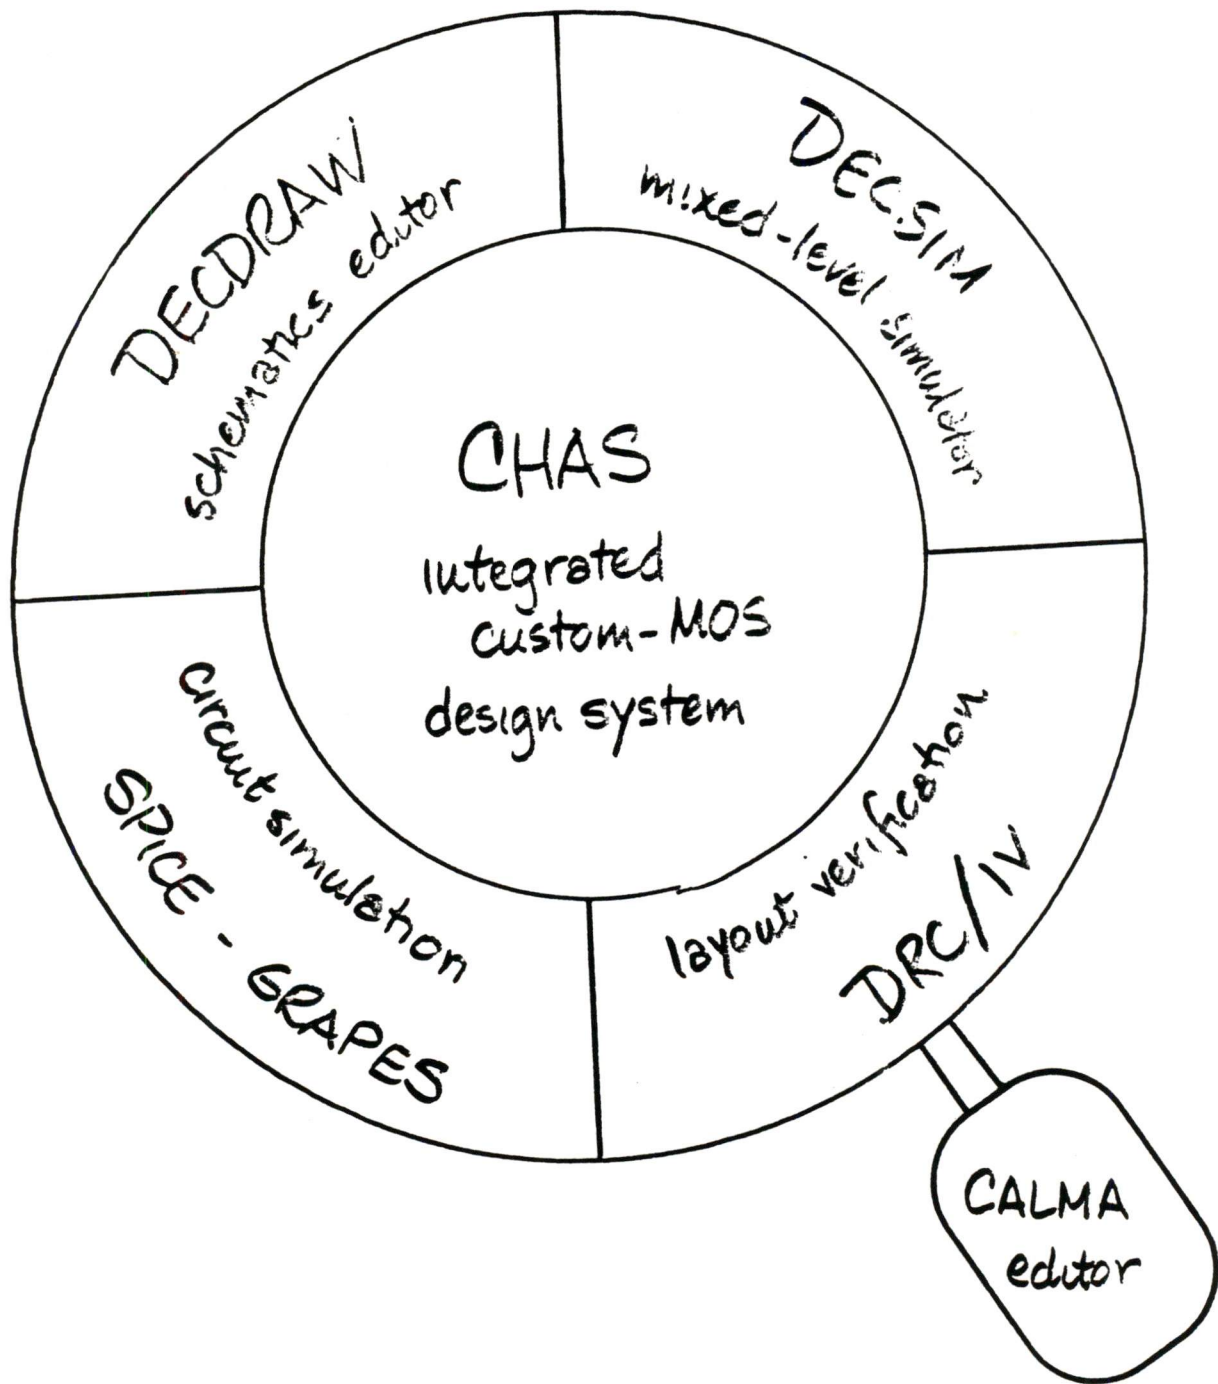 DECDRAW
schematics editor
DECSIM
mixed-level simulator
CHAS
integrated
custom-MOS
design system
circuit simulation
SPICE - GRAPES
layout verification
DRC/IV
CALMA
editor